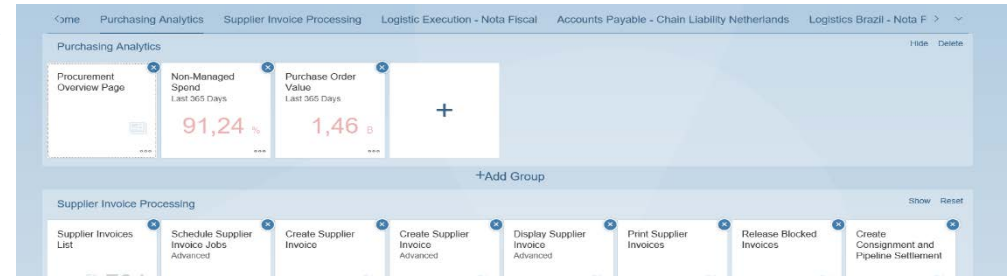 ome Purchasing Analytics Supplier Invoice Processing Logistic Execution - Nota Fiscal Accounts Payable - Chain Liability Netherlands Logistics Brazil - Nota F
Purchasing Analytics Hide Delete
Procurement
Overview Page
Non-Managed
Spend
Last 365 Days
91,24 %
Purchase Order
Value
Last 365 Days
1,46 B
+
+Add Group
Supplier Invoice Processing Show Reset
Supplier Invoices
List
Schedule Supplier
Invoice Jobs
Advanced
Create Supplier
Invoice
Create Supplier
Invoice
Advanced
Display Supplier
Invoice
Advanced
Print Supplier
Invoices
Release Blocked
Invoices
Create
Consignment and
Pipeline Settlement